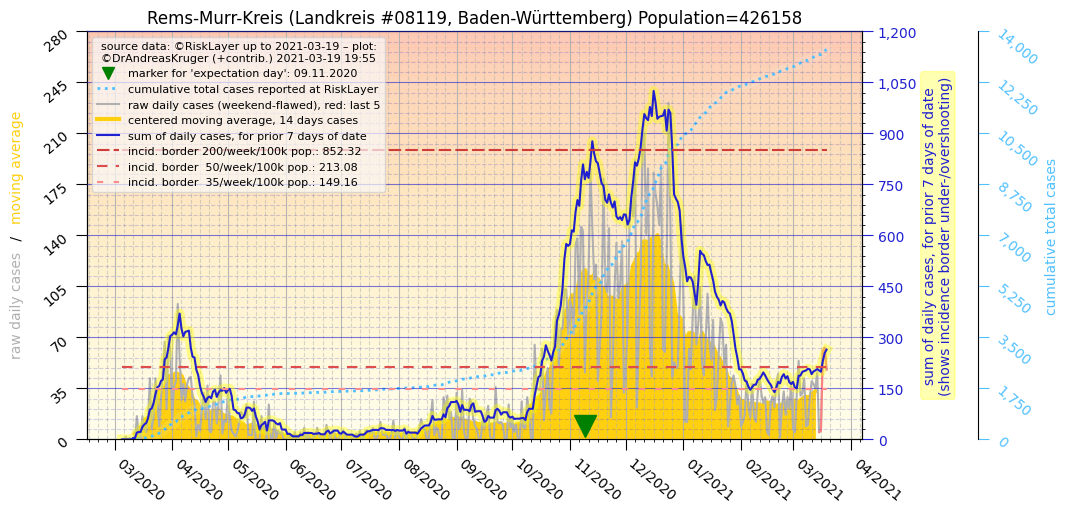 Rems-Murr-Kreis (Landkreis #08119, Baden-Württemberg) Population=426158
source data: ©RiskLayer up to 2021-03-19 – plot:
©DrAndreasKruger (+contrib.) 2021-03-19 19:55
marker for 'expectation day': 09.11.2020
cumulative total cases reported at RiskLayer
raw daily cases (weekend-flawed), red: last 5
centered moving average, 14 days cases
sum of daily cases, for prior 7 days of date
incid. border 200/week/100k pop.: 852.32
incid. border  50/week/100k pop.: 213.08
incid. border  35/week/100k pop.: 149.16
raw daily cases / moving average
280
245
210
175
140
105
70
35
0
03/2020
04/2020
05/2020
06/2020
07/2020
08/2020
09/2020
10/2020
11/2020
12/2020
01/2021
02/2021
03/2021
04/2021
1,200
1,050
900
750
600
450
300
150
0
sum of daily cases, for prior 7 days of date
(shows incidence border under-/overshooting)
14,000
12,250
10,500
8,750
7,000
5,250
3,500
1,750
0
cumulative total cases